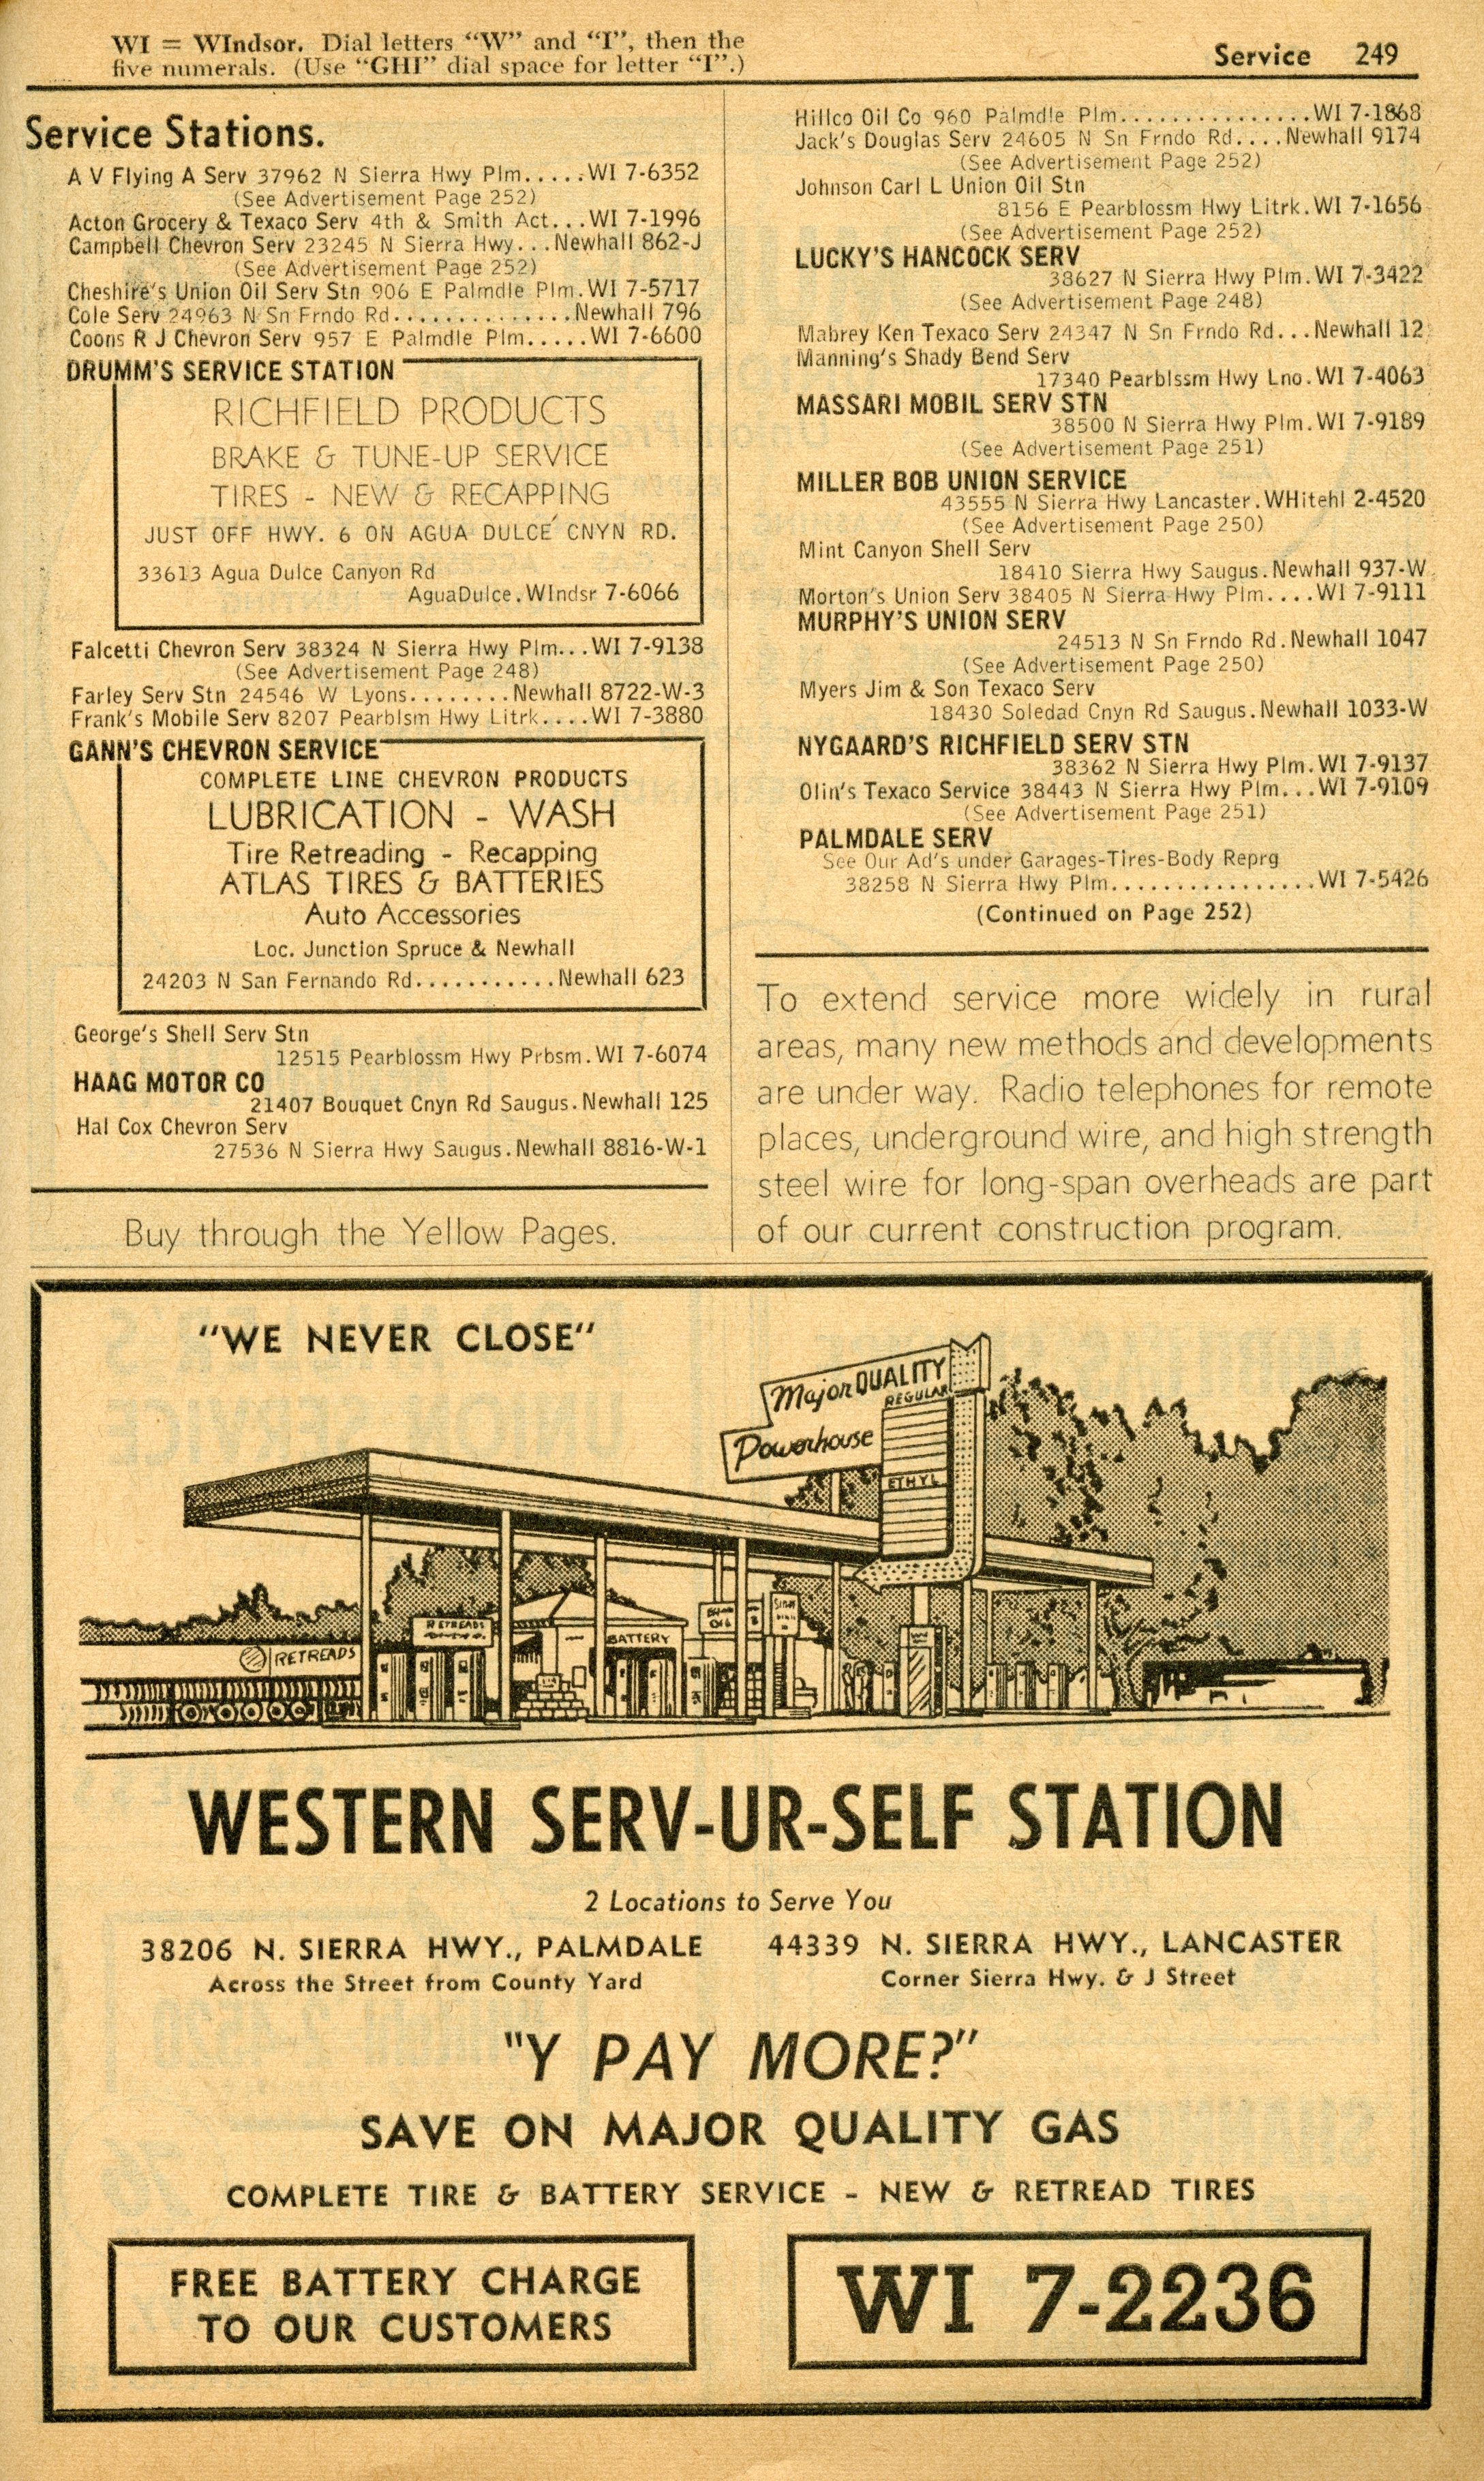 WI = WIndsor. Dial letters "W" and "I", then the
five numerals. (Use "GHI" dial space for letter "I".)
Service 249
Service Stations.
A V Flying A Serv 37962 N Sierra Hwy Plm.....WI 7-6352
(See Advertisement Page 252)
Acton Grocery & Texaco Serv 4th & Smith Act...WI 7-1996
Campbell Chevron Serv 23245 N Sierra Hwy...Newhall 862-J
(See Advertisement Page 252)
Cheshire's Union Oil Serv Stn 906 E Palmdle Plm.WI 7-5717
Cole Serv 24963 N Sn Frndo Rd..............Newhall 796
Coons R J Chevron Serv 957 E Palmdle Plm.....WI 7-6600
DRUMM'S SERVICE STATION
RICHFIELD PRODUCTS
BRAKE & TUNE-UP SERVICE
TIRES - NEW & RECAPPING
JUST OFF HWY. 6 ON AGUA DULCE´ CNYN RD.
33613 Agua Dulce Canyon Rd
AguaDulce.WIndsr 7-6066
Falcetti Chevron Serv 38324 N Sierra Hwy Plm...WI 7-9138
(See Advertisement Page 248)
Farley Serv Stn 24546 W Lyons........Newhall 8722-W-3
Frank's Mobile Serv 8207 Pearblsm Hwy Litrk....WI 7-3880
GANN'S CHEVRON SERVICE
COMPLETE LINE CHEVRON PRODUCTS
LUBRICATION - WASH
Tire Retreading - Recapping
ATLAS TIRES & BATTERIES
Auto Accessories
Loc. Junction Spruce & Newhall
24203 N San Fernando Rd...........Newhall 623
George's Shell Serv Stn
12515 Pearblossm Hwy Prbsm.WI 7-6074
HAAG MOTOR CO
21407 Bouquet Cnyn Rd Saugus.Newhall 125
Hal Cox Chevron Serv
27536 N Sierra Hwy Saugus.Newhall 8816-W-1
Buy through the Yellow Pages.
Hillco Oil Co 960 Palmdle Plm...............WI 7-1868
Jack's Douglas Serv 24605 N Sn Frndo Rd....Newhall 9174
(See Advertisement Page 252)
Johnson Carl L Union Oil Stn
8156 E Pearblossm Hwy Litrk.WI 7-1656
(See Advertisement Page 252)
LUCKY'S HANCOCK SERV
38627 N Sierra Hwy Plm.WI 7-3422
(See Advertisement Page 248)
Mabrey Ken Texaco Serv 24347 N Sn Frndo Rd...Newhall 12
Manning's Shady Bend Serv
17340 Pearblssm Hwy Lno.WI 7-4063
MASSARI MOBIL SERV STN
38500 N Sierra Hwy Plm.WI 7-9189
(See Advertisement Page 251)
MILLER BOB UNION SERVICE
43555 N Sierra Hwy Lancaster.WHitehl 2-4520
(See Advertisement Page 250)
Mint Canyon Shell Serv
18410 Sierra Hwy Saugus.Newhall 937-W
Morton's Union Serv 38405 N Sierra Hwy Plm....WI 7-9111
MURPHY'S UNION SERV
24513 N Sn Frndo Rd.Newhall 1047
(See Advertisement Page 250)
Myers Jim & Son Texaco Serv
18430 Soledad Cnyn Rd Saugus.Newhall 1033-W
NYGAARD'S RICHFIELD SERV STN
38362 N Sierra Hwy Plm.WI 7-9137
Olin's Texaco Service 38443 N Sierra Hwy Plm...WI 7-9109
(See Advertisement Page 251)
PALMDALE SERV
See Our Ad's under Garages-Tires-Body Reprg
38258 N Sierra Hwy Plm................WI 7-5426
(Continued on Page 252)
To extend service more widely in rural
areas, many new methods and developments
are under way. Radio telephones for remote
places, underground wire, and high strength
steel wire for long-span overheads are part
of our current construction program.
"WE NEVER CLOSE"
Major QUALITY
REGULAR
Powerhouse
ETHYL
RETREADS
BATTERY
OIL
RETREADS
WESTERN SERV-UR-SELF STATION
2 Locations to Serve You
38206 N. SIERRA HWY., PALMDALE
Across the Street from County Yard
44339 N. SIERRA HWY., LANCASTER
Corner Sierra Hwy. & J Street
"Y PAY MORE?"
SAVE ON MAJOR QUALITY GAS
COMPLETE TIRE & BATTERY SERVICE - NEW & RETREAD TIRES
FREE BATTERY CHARGE
TO OUR CUSTOMERS
WI 7-2236